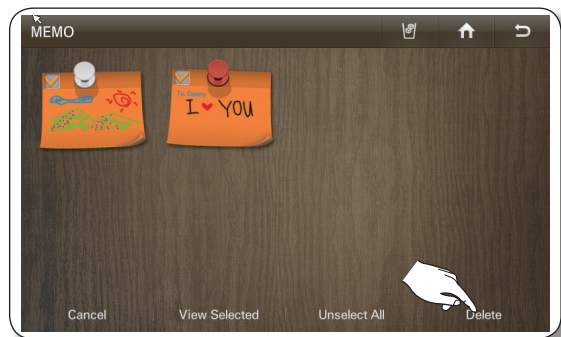 MEMO
To Daddy
I ❤ YOU
Cancel View Selected Unselect All Delete